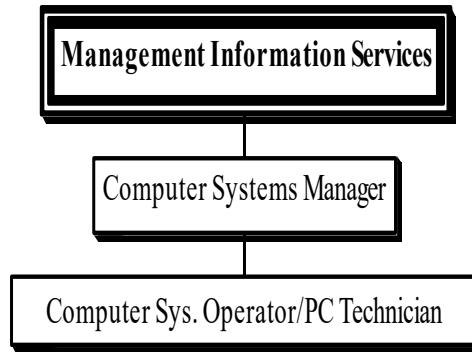 Management Information Services
Computer Systems Manager
Computer Sys. Operator/PC Technician